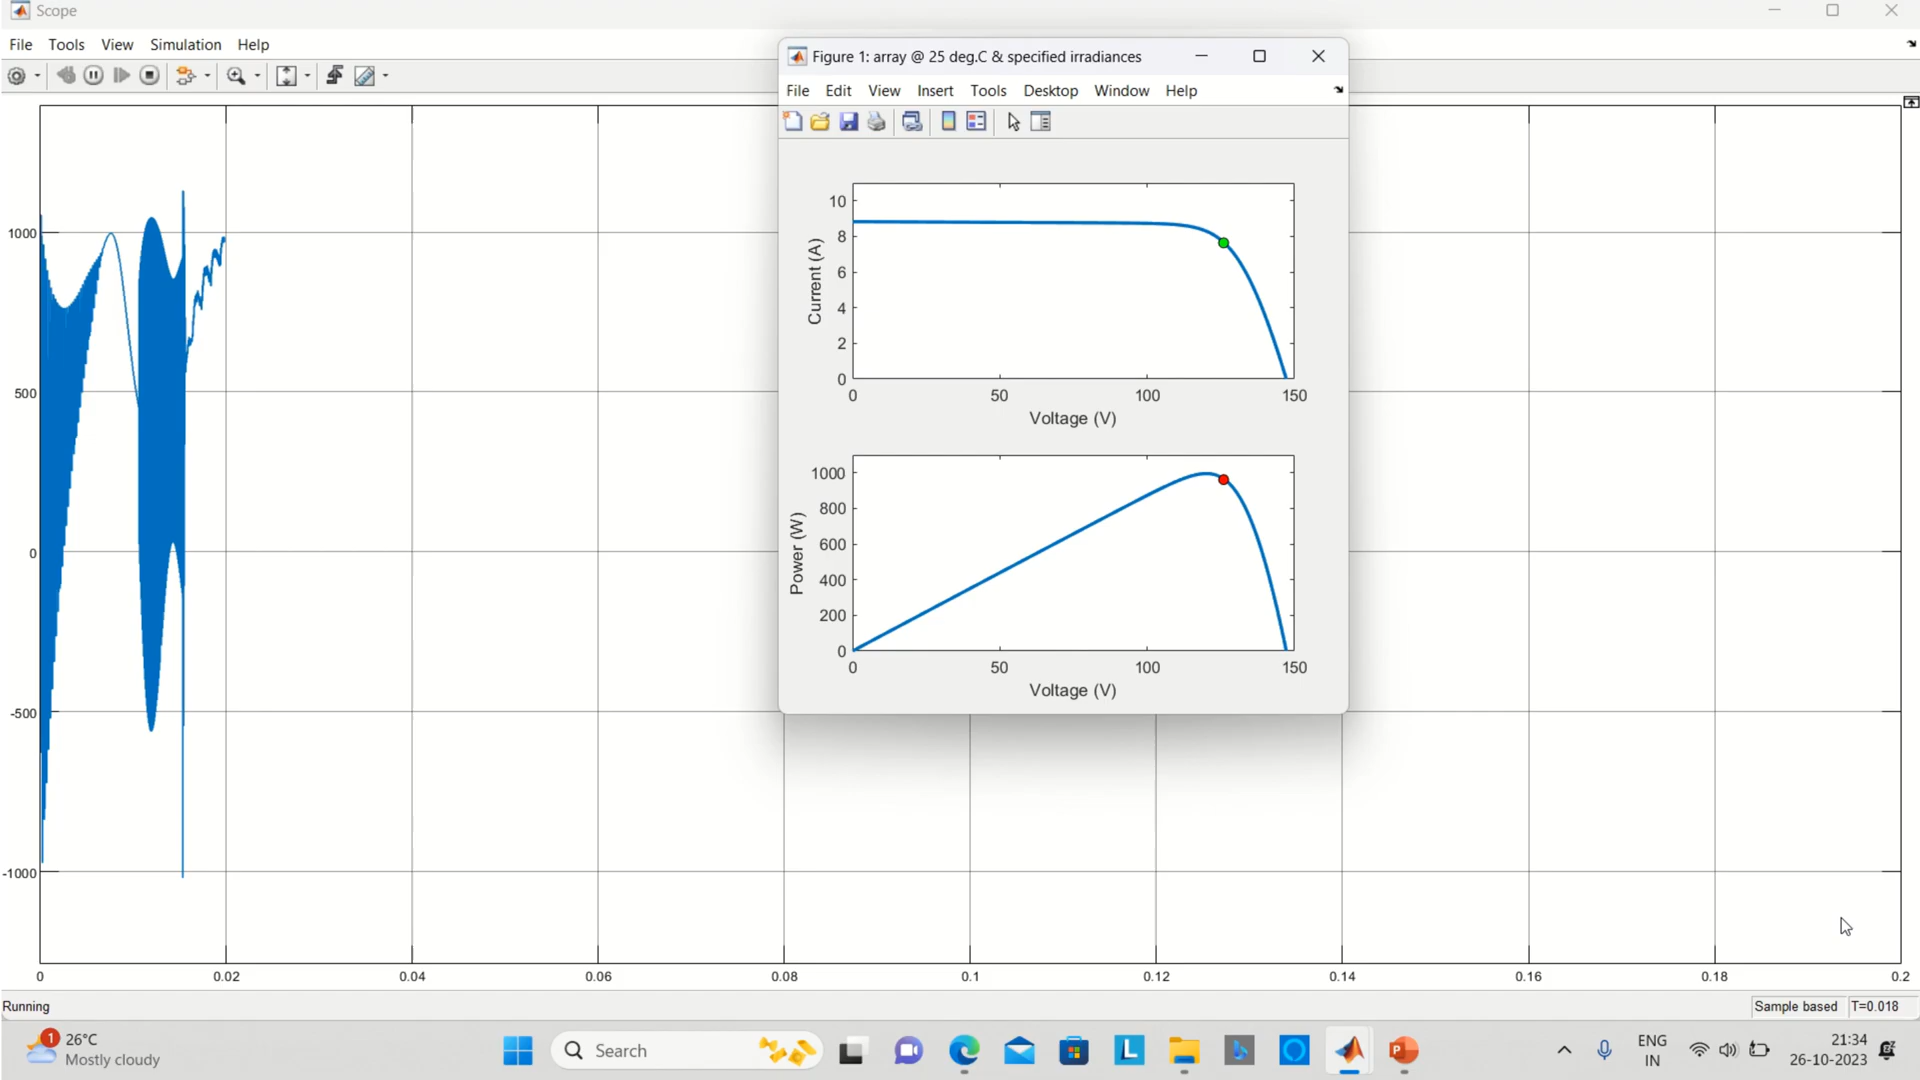 Scope
File Tools View Simulation Help
1000
500
0
-500
-1000
0 0.02 0.04 0.06 0.08 0.1 0.12 0.14 0.16 0.18 0.2
Running
Sample based T=0.018
Figure 1: array @ 25 deg.C & specified irradiances
File Edit View Insert Tools Desktop Window Help
Current (A)
10
8
6
4
2
0
0 50 100 150
Voltage (V)
Power (W)
1000
800
600
400
200
0
0 50 100 150
Voltage (V)
1
26°C
Mostly cloudy
Search
L
b
P
ENG
IN
21:34
26-10-2023